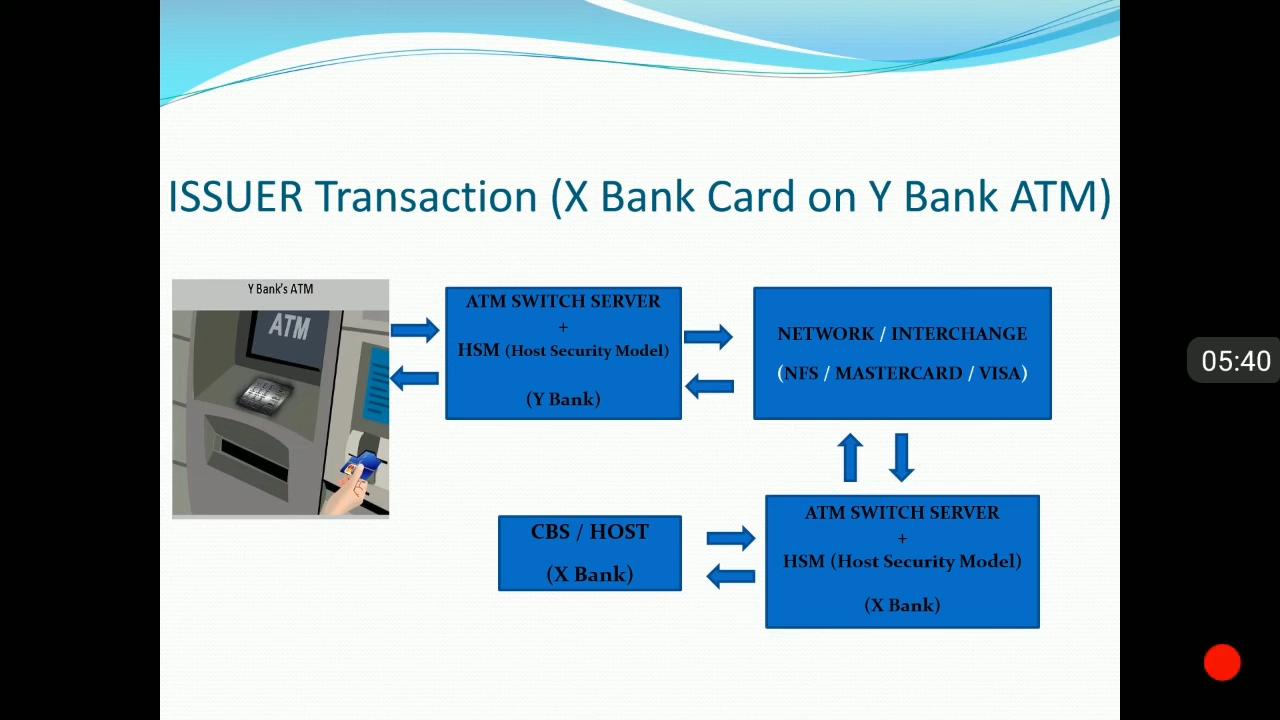 ISSUER Transaction (X Bank Card on Y Bank ATM)
Y Bank's ATM
ATM
ATM SWITCH SERVER
+
HSM (Host Security Model)
(Y Bank)
NETWORK / INTERCHANGE
(NFS / MASTERCARD / VISA)
05:40
CBS / HOST
(X Bank)
ATM SWITCH SERVER
+
HSM (Host Security Model)
(X Bank)